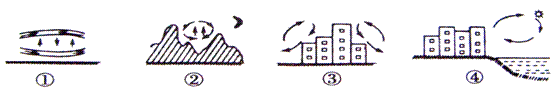 ① ② ③ ④